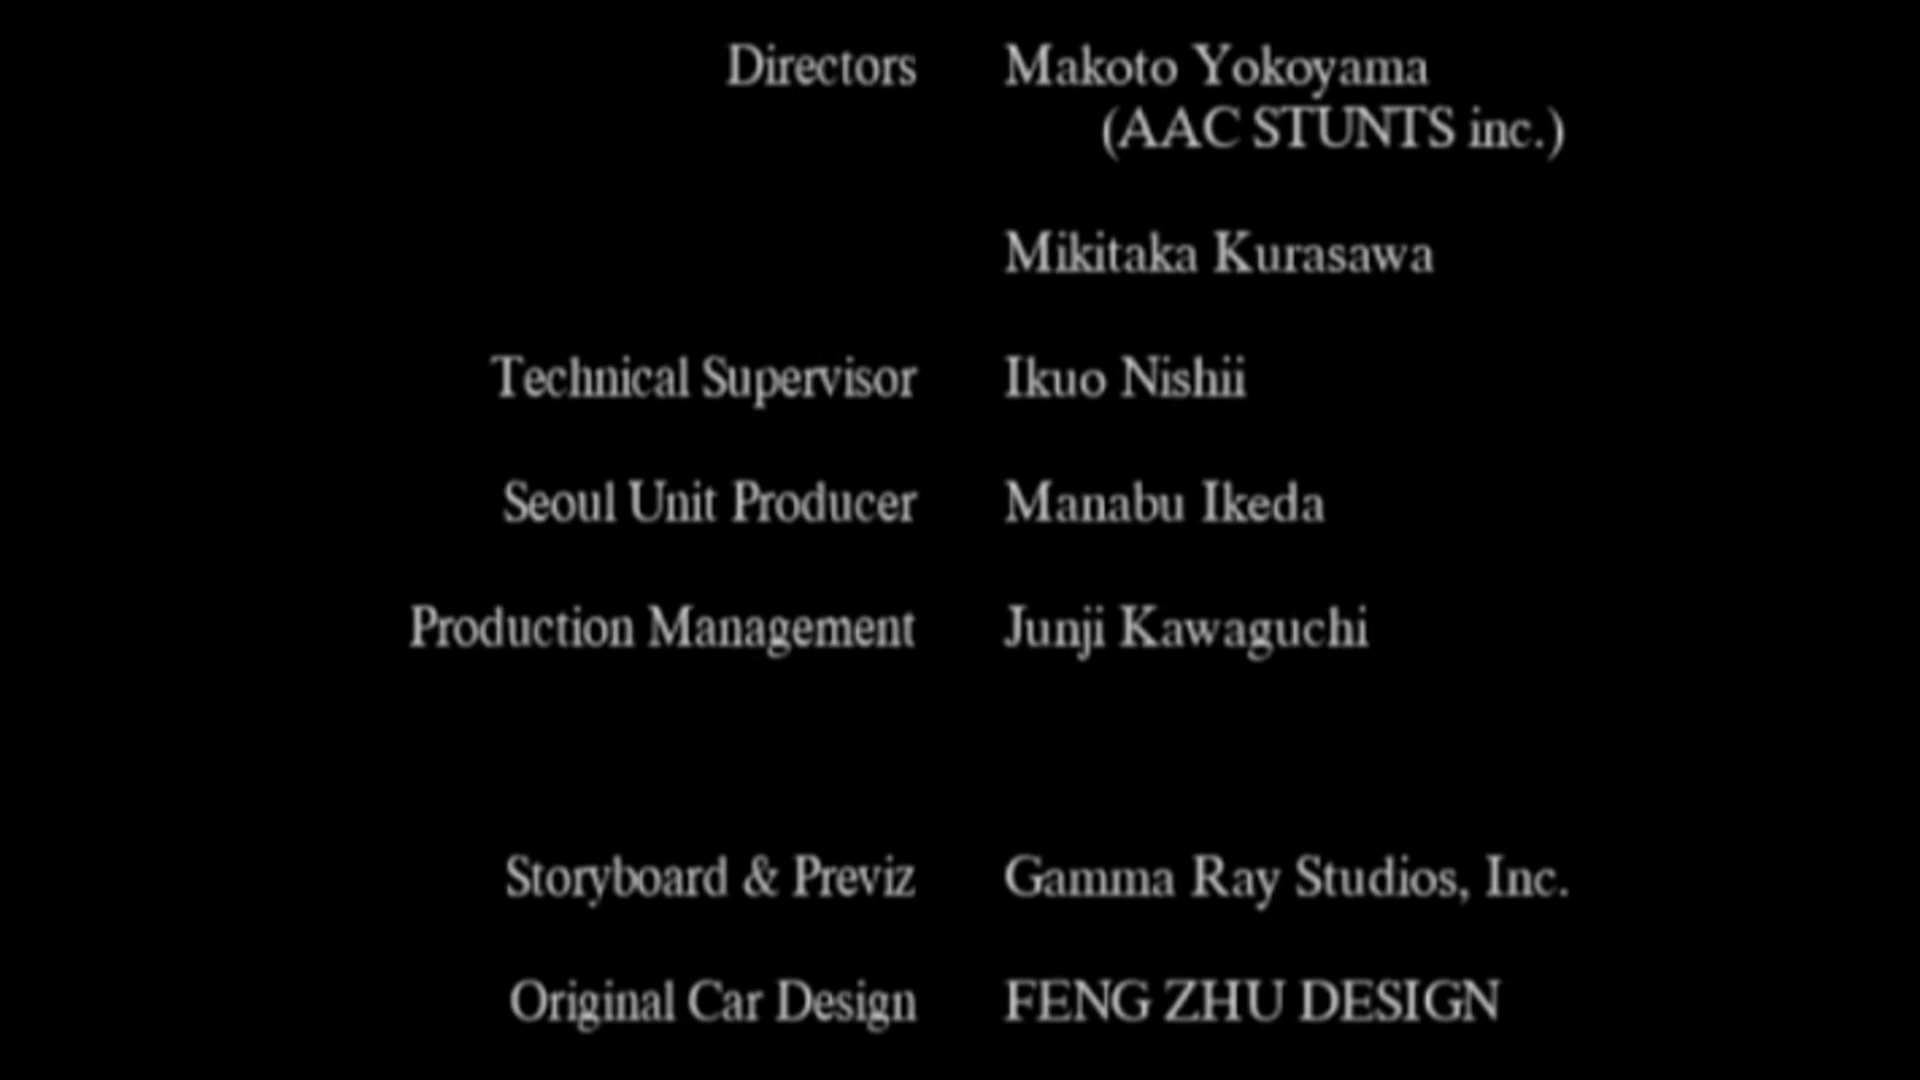 Directors Makoto Yokoyama
(AAC STUNTS inc.)
Mikitaka Kurasawa
Technical Supervisor Ikuo Nishii
Seoul Unit Producer Manabu Ikeda
Production Management Junji Kawaguchi
Storyboard & Previz Gamma Ray Studios, Inc.
Original Car Design FENG ZHU DESIGN